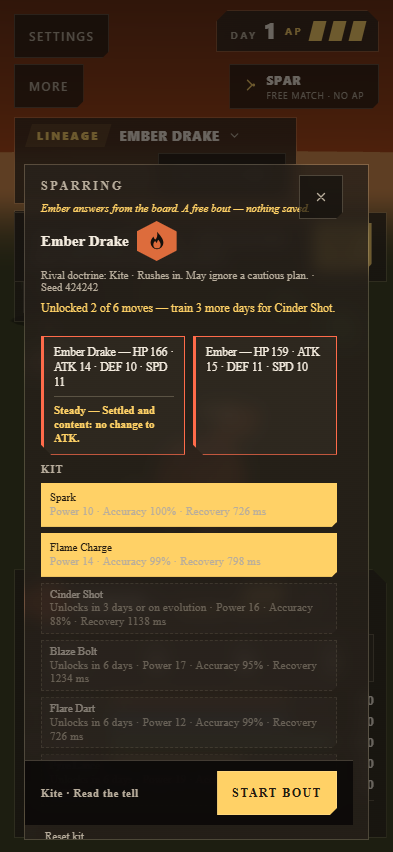 SETTINGS
DAY 1 AP
MORE
SPAR
FREE MATCH · NO AP
LINEAGE EMBER DRAKE
SPARRING
×
Ember answers from the board. A free bout — nothing saved.
Ember Drake
Rival doctrine: Kite · Rushes in. May ignore a cautious plan. ·
Seed 424242
Unlocked 2 of 6 moves — train 3 more days for Cinder Shot.
Ember Drake — HP 166 ·
ATK 14 · DEF 10 · SPD
11
Steady — Settled and
content: no change to
ATK.
Ember — HP 159 · ATK
15 · DEF 11 · SPD 10
KIT
Spark
Power 10 · Accuracy 100% · Recovery 726 ms
Flame Charge
Power 14 · Accuracy 99% · Recovery 798 ms
Cinder Shot
Unlocks in 3 days or on evolution · Power 16 · Accuracy
88% · Recovery 1138 ms
Blaze Bolt
Unlocks in 6 days · Power 17 · Accuracy 95% · Recovery
1234 ms
Flare Dart
Unlocks in 6 days · Power 12 · Accuracy 99% · Recovery
726 ms
Kite · Read the tell
START BOUT
Reset kit